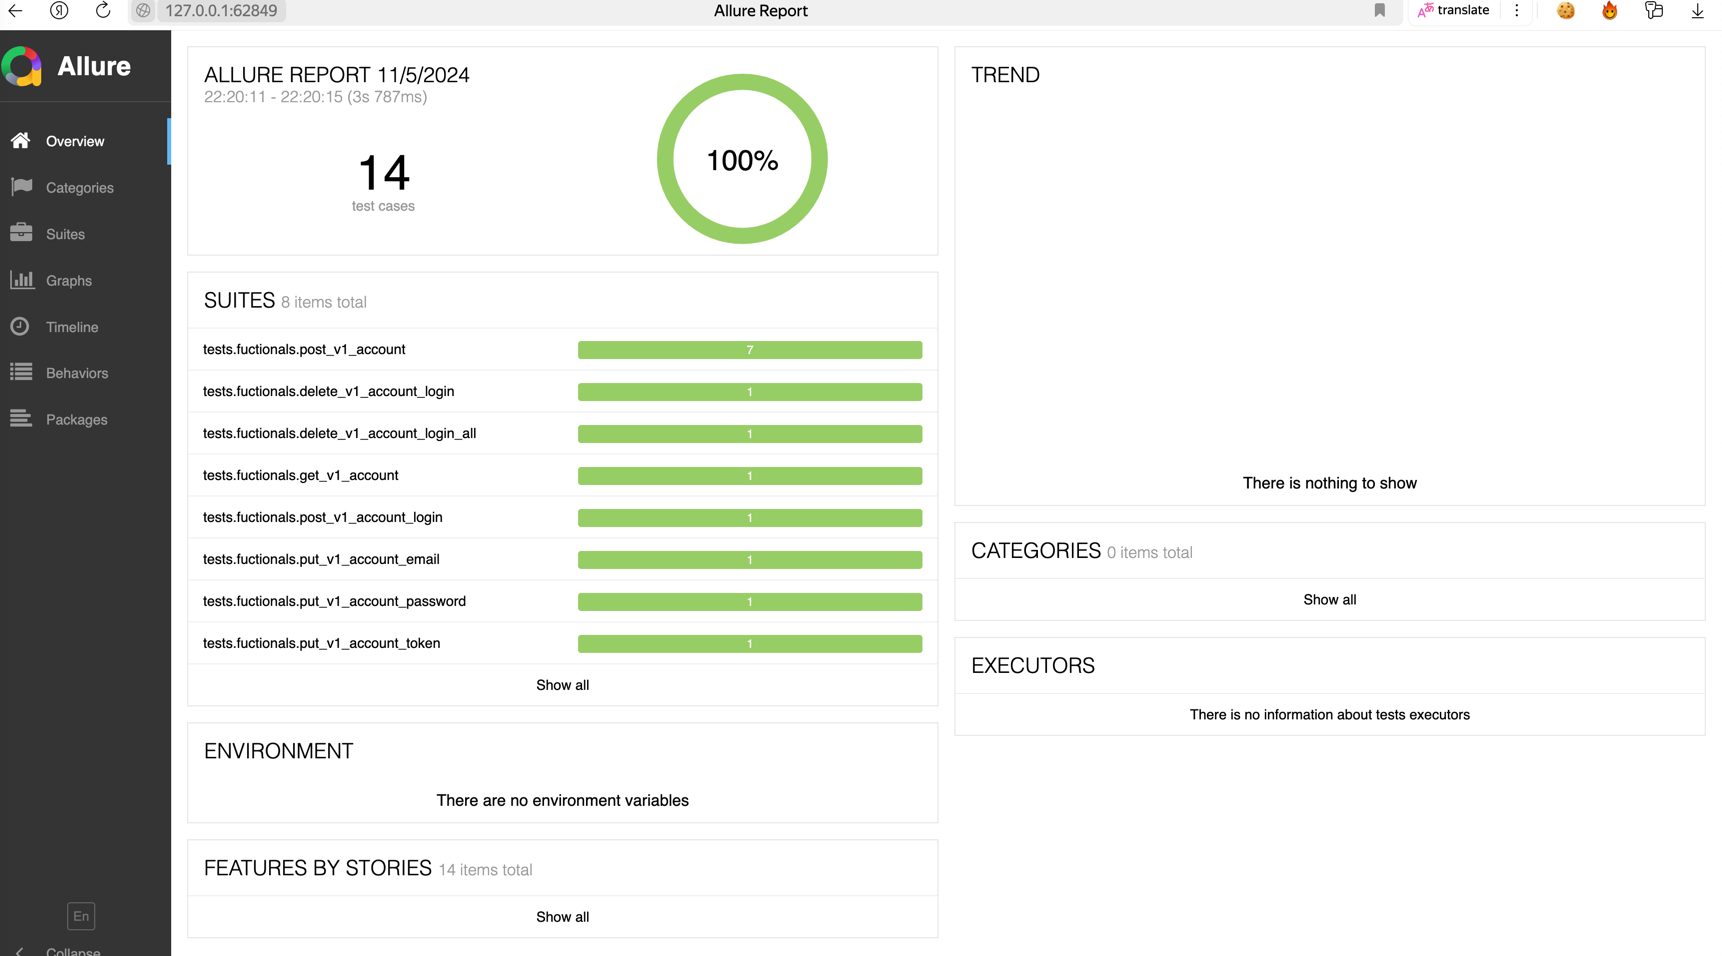 127.0.0.1:62849
Allure Report
translate
Allure
Overview
Categories
Suites
Graphs
Timeline
Behaviors
Packages
En
Collapse
ALLURE REPORT 11/5/2024
22:20:11 - 22:20:15 (3s 787ms)
14
test cases
100%
SUITES 8 items total
tests.fuctionals.post_v1_account 7
tests.fuctionals.delete_v1_account_login 1
tests.fuctionals.delete_v1_account_login_all 1
tests.fuctionals.get_v1_account 1
tests.fuctionals.post_v1_account_login 1
tests.fuctionals.put_v1_account_email 1
tests.fuctionals.put_v1_account_password 1
tests.fuctionals.put_v1_account_token 1
Show all
ENVIRONMENT
There are no environment variables
FEATURES BY STORIES 14 items total
Show all
TREND
There is nothing to show
CATEGORIES 0 items total
Show all
EXECUTORS
There is no information about tests executors